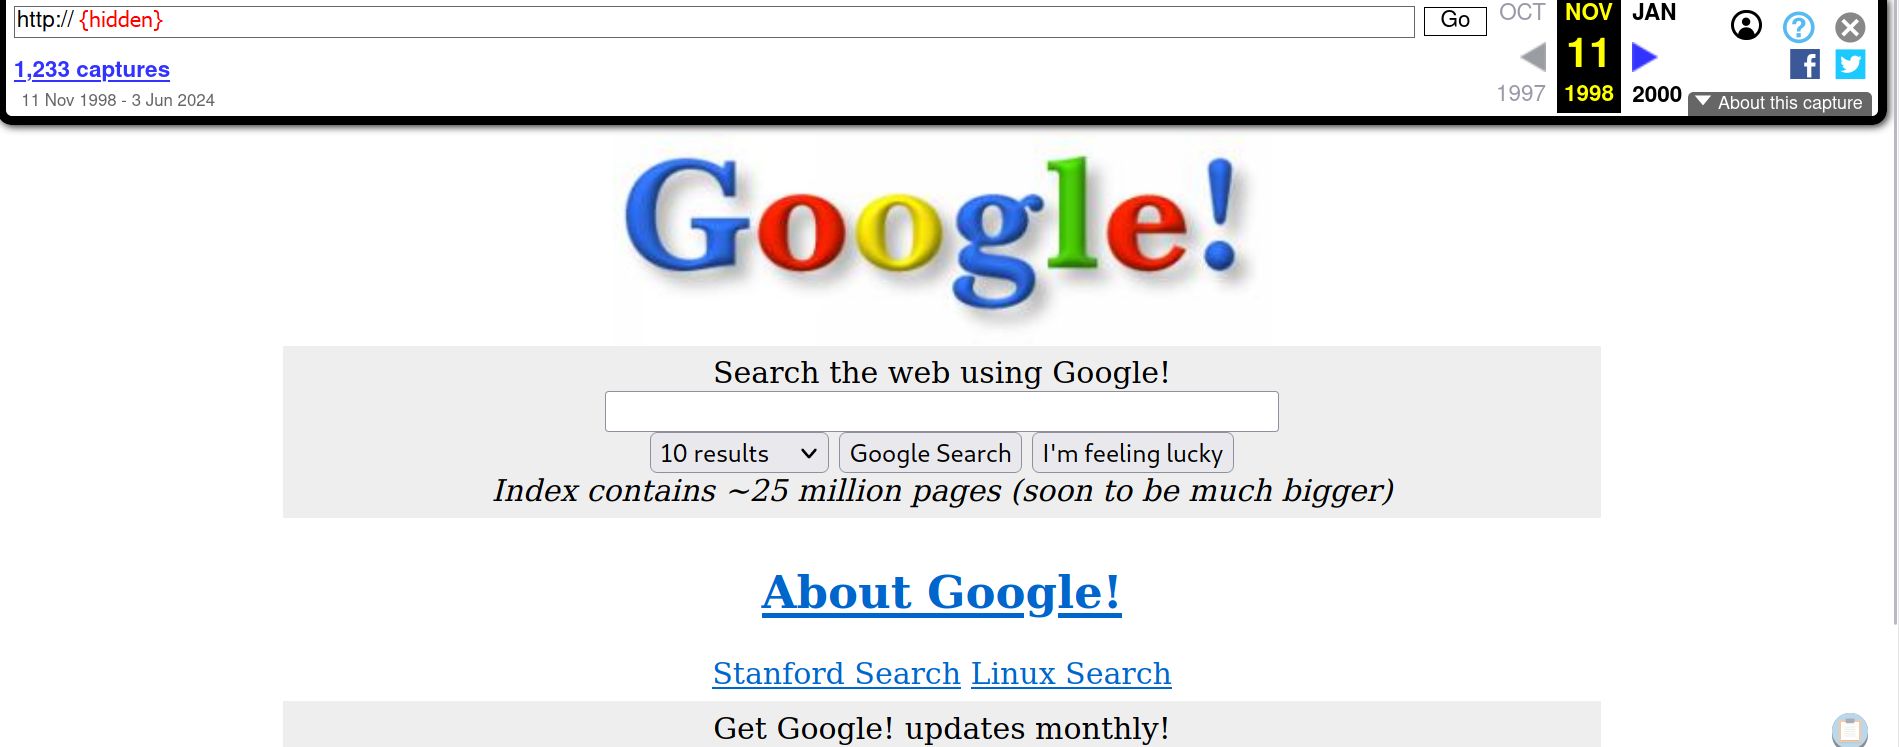 http:// {hidden}
Go
OCT NOV JAN
1,233 captures
11
11 Nov 1998 - 3 Jun 2024
1997 1998 2000
f
About this capture
Google!
Search the web using Google!
10 results Google Search I'm feeling lucky
Index contains ~25 million pages (soon to be much bigger)
About Google!
Stanford Search Linux Search
Get Google! updates monthly!